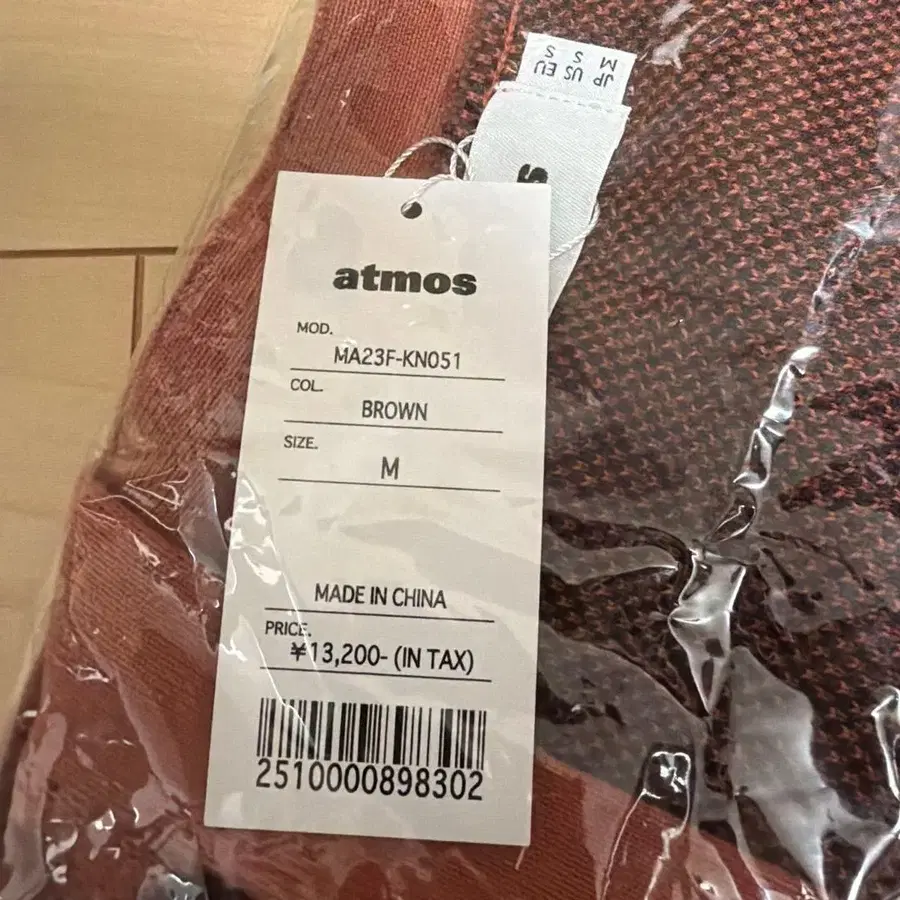 JP US EU
M S S
atmos
MOD.
MA23F-KN051
COL.
BROWN
SIZE.
M
MADE IN CHINA
PRICE.
¥13,200- (IN TAX)
2510000898302